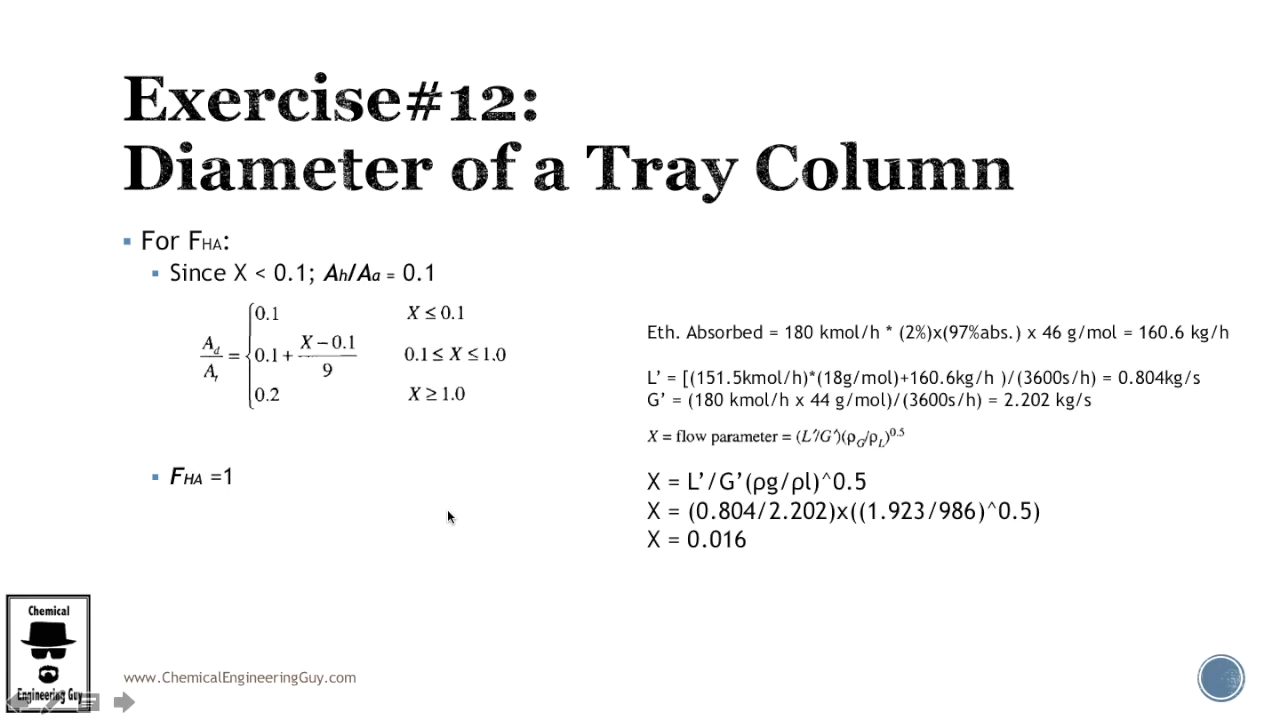 Exercise#12:
Diameter of a Tray Column
▪ For FHA:
▪ Since X < 0.1; Ah/Aa = 0.1
Ad/At = {0.1 X ≤ 0.1
0.1 + (X − 0.1)/9 0.1 ≤ X ≤ 1.0
0.2 X ≥ 1.0
▪ FHA =1
Eth. Absorbed = 180 kmol/h * (2%)x(97%abs.) x 46 g/mol = 160.6 kg/h
L’ = [(151.5kmol/h)*(18g/mol)+160.6kg/h )/(3600s/h) = 0.804kg/s
G’ = (180 kmol/h x 44 g/mol)/(3600s/h) = 2.202 kg/s
X = flow parameter = (L'/G')(ρG/ρL)^0.5
X = L’/G’(ρg/ρl)^0.5
X = (0.804/2.202)x((1.923/986)^0.5)
X = 0.016
Chemical
Engineering Guy
www.ChemicalEngineeringGuy.com